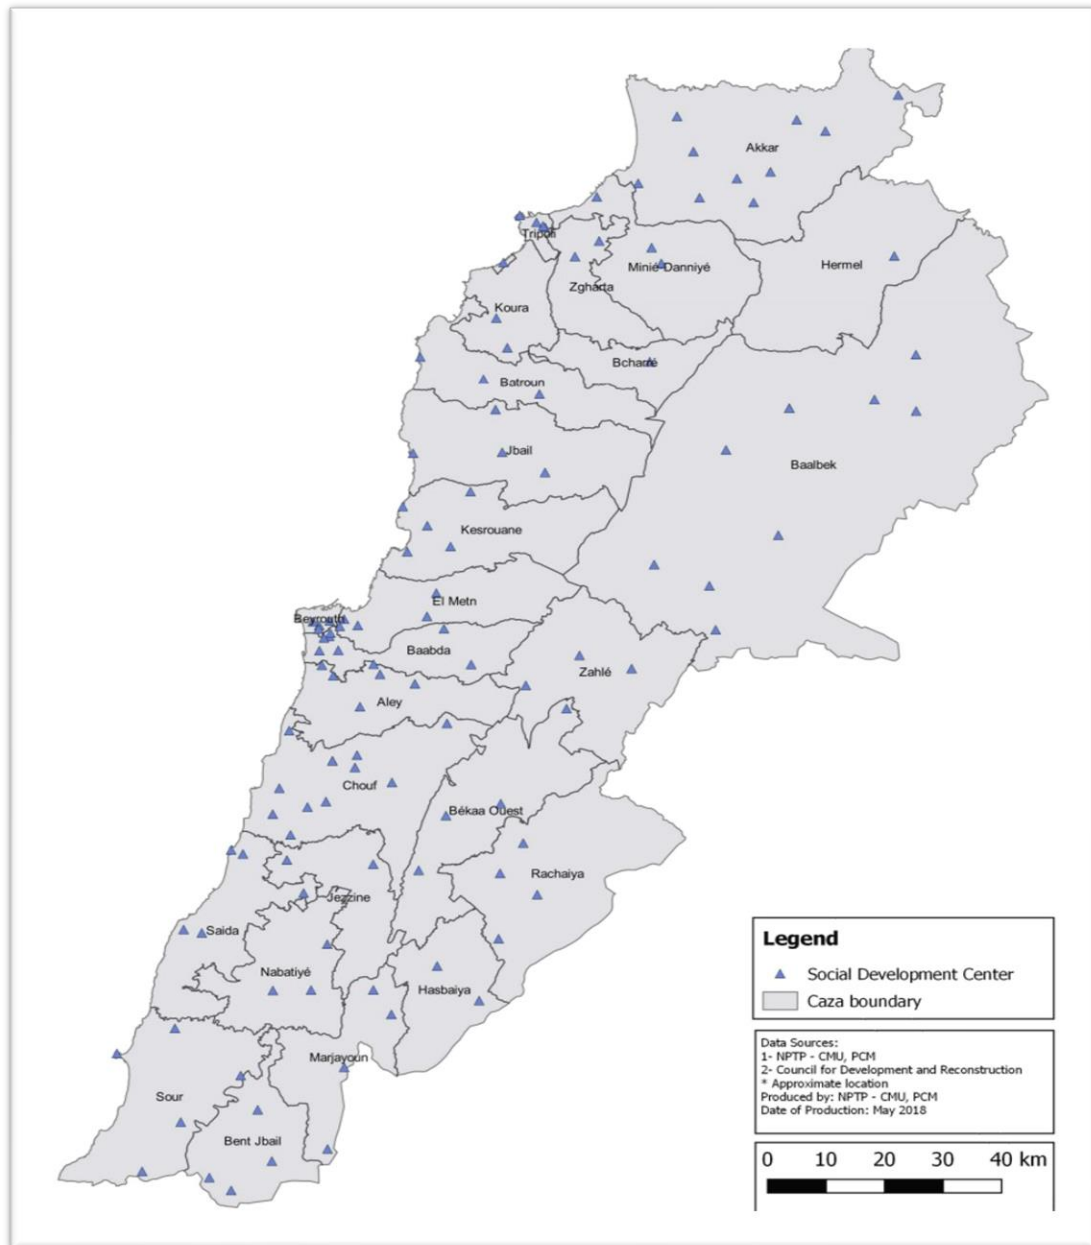 Akkar
Tripoli
Hermel
Minié-Danniyé
Zgharta
Koura
Bcharré
Batroun
Jbail
Baalbek
Kesrouane
El Metn
Beyrouth
Baabda
Zahlé
Aley
Chouf
Békaa Ouest
Rachaiya
Jezzine
Saida
Nabatiyé
Hasbaiya
Marjayoun
Sour
Bent Jbail
Legend
Social Development Center
Caza boundary
Data Sources:
1- NPTP - CMU, PCM
2- Council for Development and Reconstruction
* Approximate location
Produced by: NPTP - CMU, PCM
Date of Production: May 2018
0 10 20 30 40 km